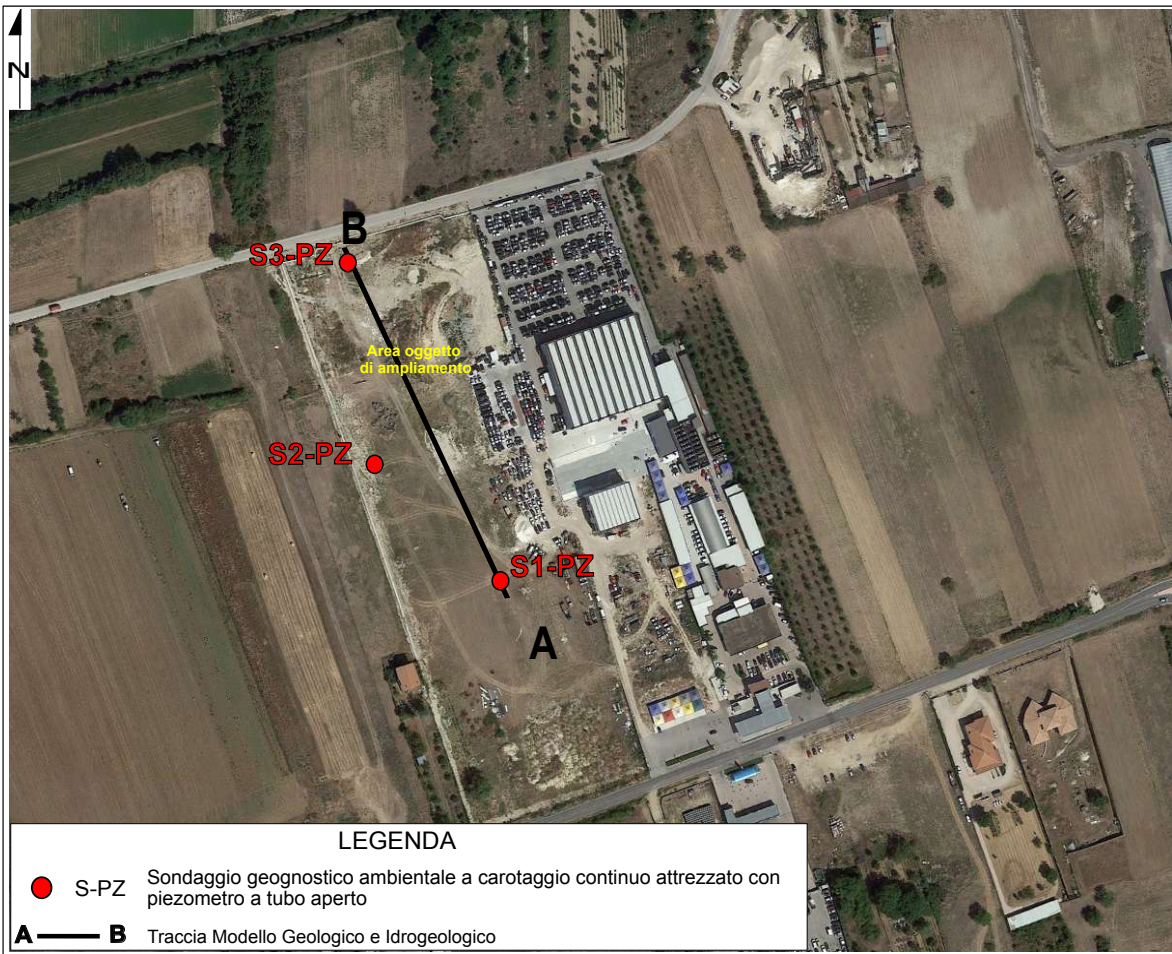 N
B
S3-PZ
Area oggetto
di ampliamento
S2-PZ
S1-PZ
A
LEGENDA
S-PZ Sondaggio geognostico ambientale a carotaggio continuo attrezzato con
piezometro a tubo aperto
A B Traccia Modello Geologico e Idrogeologico